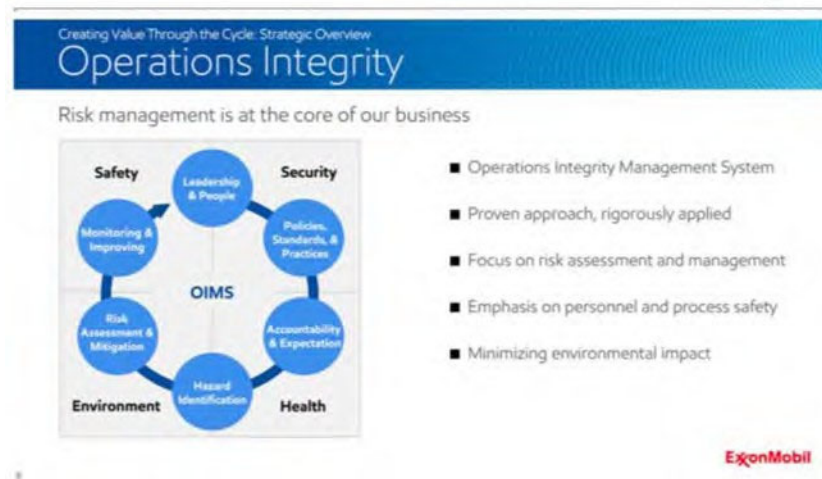 Creating Value Through the Cycle: Strategic Overview
Operations Integrity
Risk management is at the core of our business
Safety
Security
Leadership
& People
Policies,
Standards, &
Practices
Accountability
& Expectation
Hazard
Identification
Risk
Assessment &
Mitigation
Monitoring &
Improving
OIMS
Environment
Health
■ Operations Integrity Management System
■ Proven approach, rigorously applied
■ Focus on risk assessment and management
■ Emphasis on personnel and process safety
■ Minimizing environmental impact
ExxonMobil